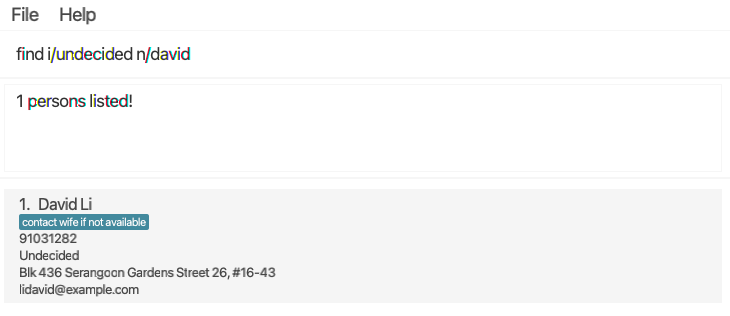 File Help
find i/undecided n/david
1 persons listed!
1. David Li
contact wife if not available
91031282
Undecided
Blk 436 Serangoon Gardens Street 26, #16-43
lidavid@example.com